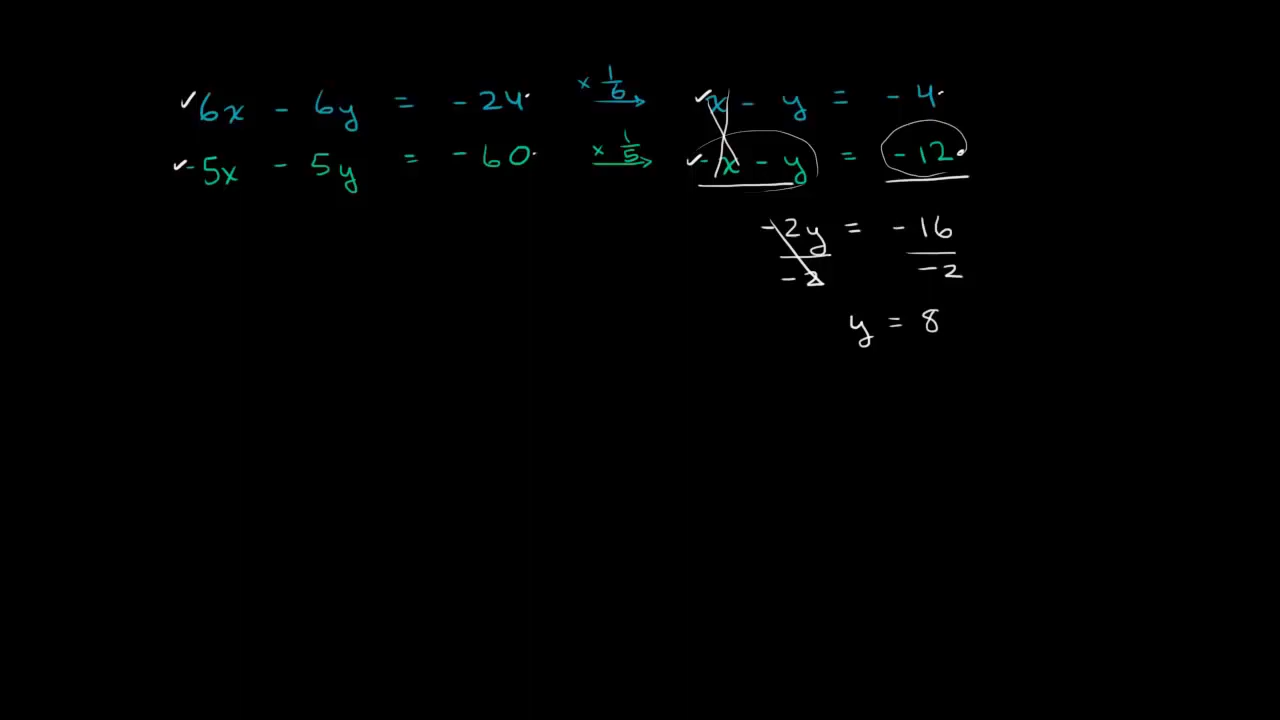 6x - 6y = -24 × 1/6 → x - y = -4
-5x - 5y = -60 × 1/5 → -x - y = -12
-2y = -16
-2 -2
y = 8